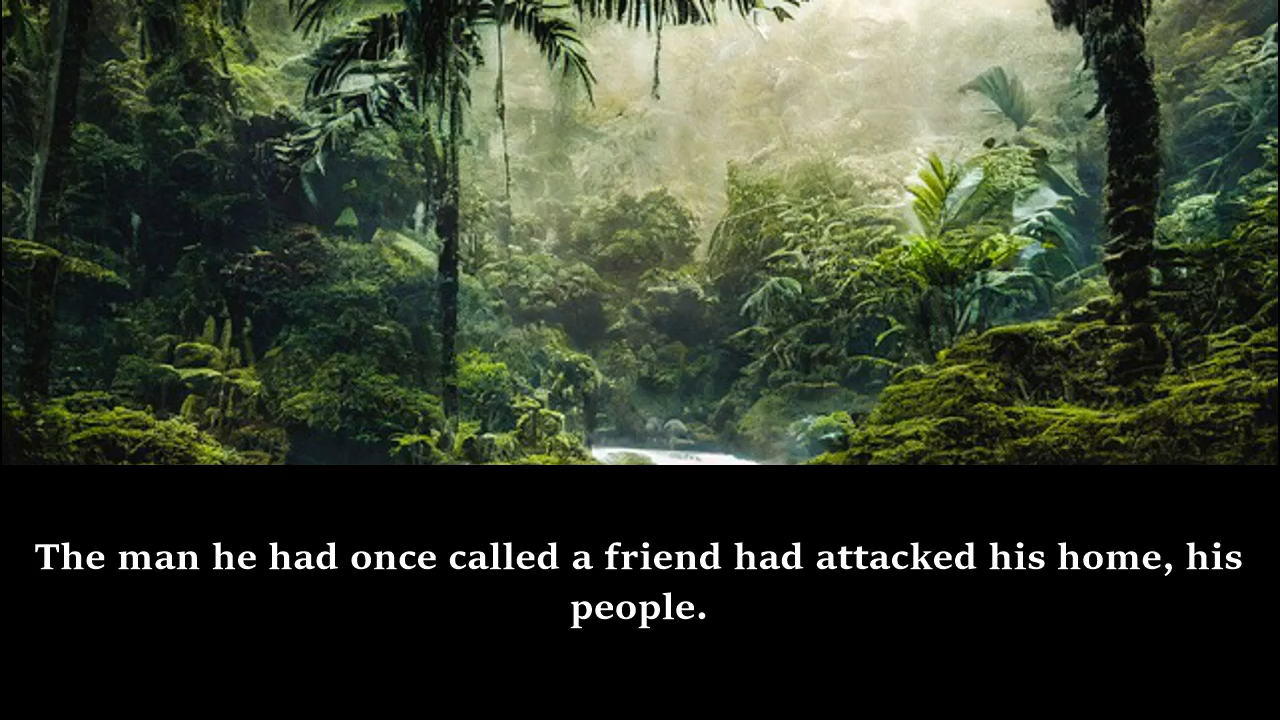 The man he had once called a friend had attacked his home, his
people.